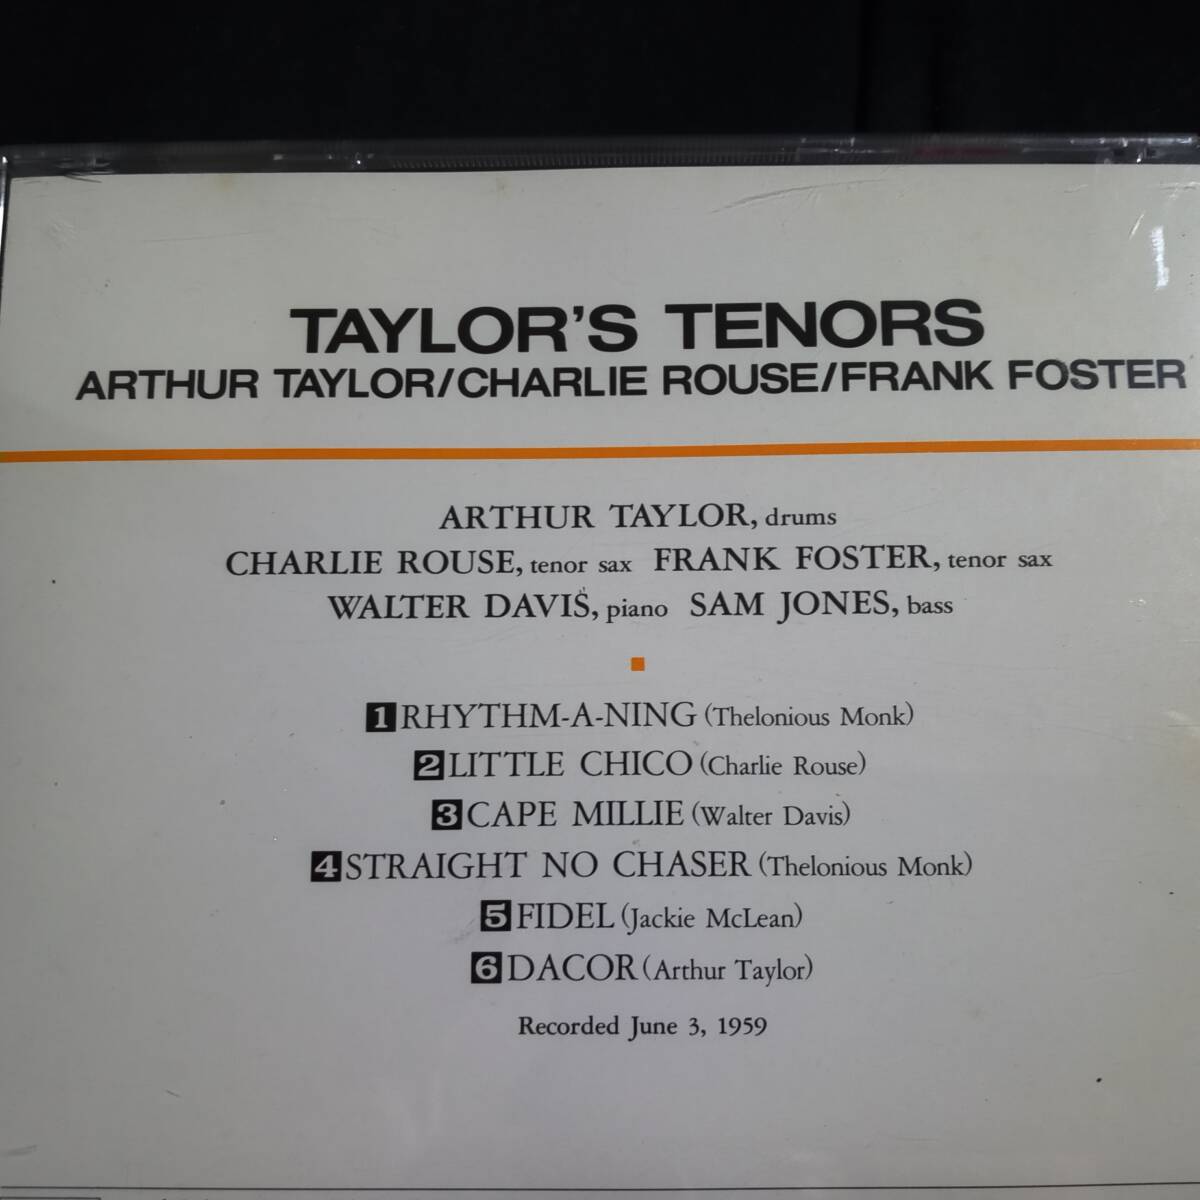 TAYLOR'S TENORS
ARTHUR TAYLOR/CHARLIE ROUSE/FRANK FOSTER
ARTHUR TAYLOR, drums
CHARLIE ROUSE, tenor sax FRANK FOSTER, tenor sax
WALTER DAVIS, piano SAM JONES, bass
1 RHYTHM-A-NING (Thelonious Monk)
2 LITTLE CHICO (Charlie Rouse)
3 CAPE MILLIE (Walter Davis)
4 STRAIGHT NO CHASER (Thelonious Monk)
5 FIDEL (Jackie McLean)
6 DACOR (Arthur Taylor)
Recorded June 3, 1959